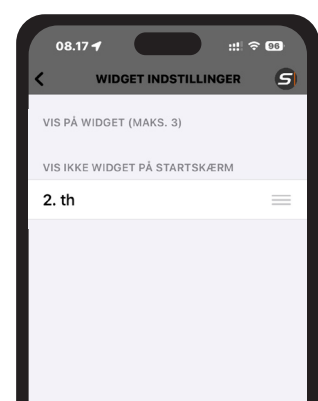 08.17
96
WIDGET INDSTILLINGER
S
VIS PÅ WIDGET (MAKS. 3)
VIS IKKE WIDGET PÅ STARTSKÆRM
2. th